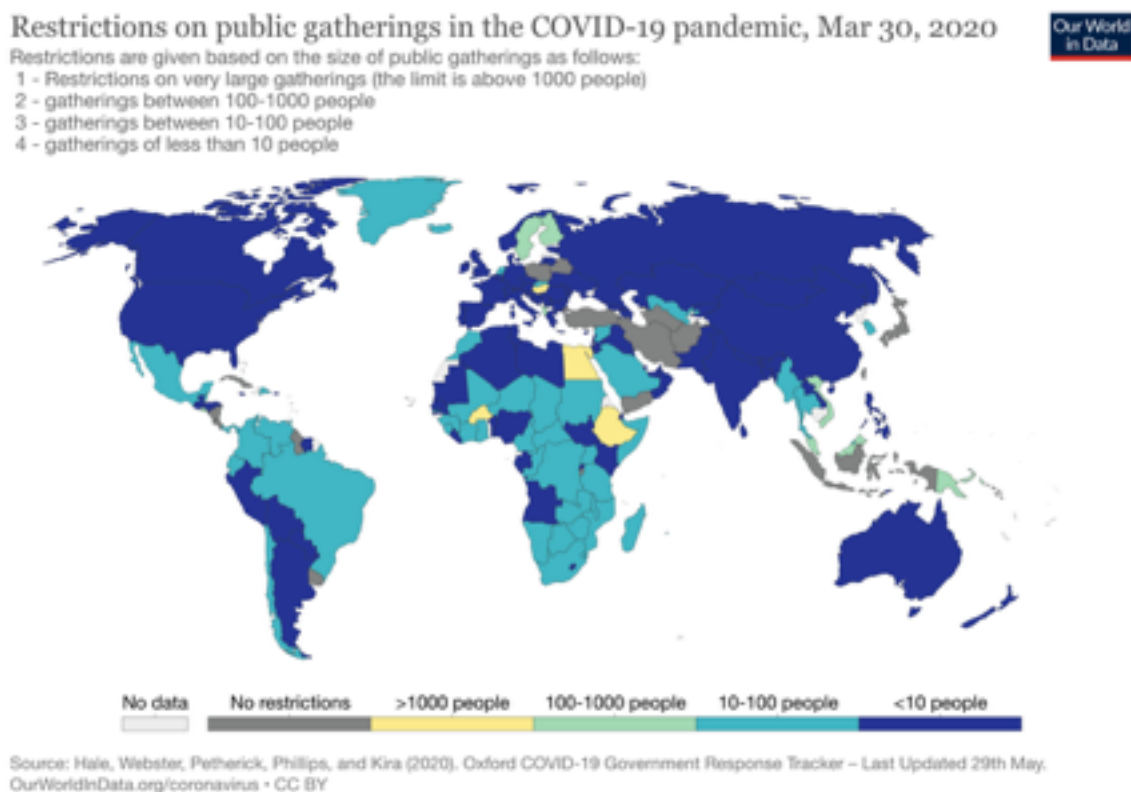 Restrictions on public gatherings in the COVID-19 pandemic, Mar 30, 2020
Our World
in Data
Restrictions are given based on the size of public gatherings as follows:
1 - Restrictions on very large gatherings (the limit is above 1000 people)
2 - gatherings between 100-1000 people
3 - gatherings between 10-100 people
4 - gatherings of less than 10 people
No data
No restrictions
>1000 people
100-1000 people
10-100 people
<10 people
Source: Hale, Webster, Petherick, Phillips, and Kira (2020). Oxford COVID-19 Government Response Tracker – Last Updated 29th May.
OurWorldInData.org/coronavirus • CC BY